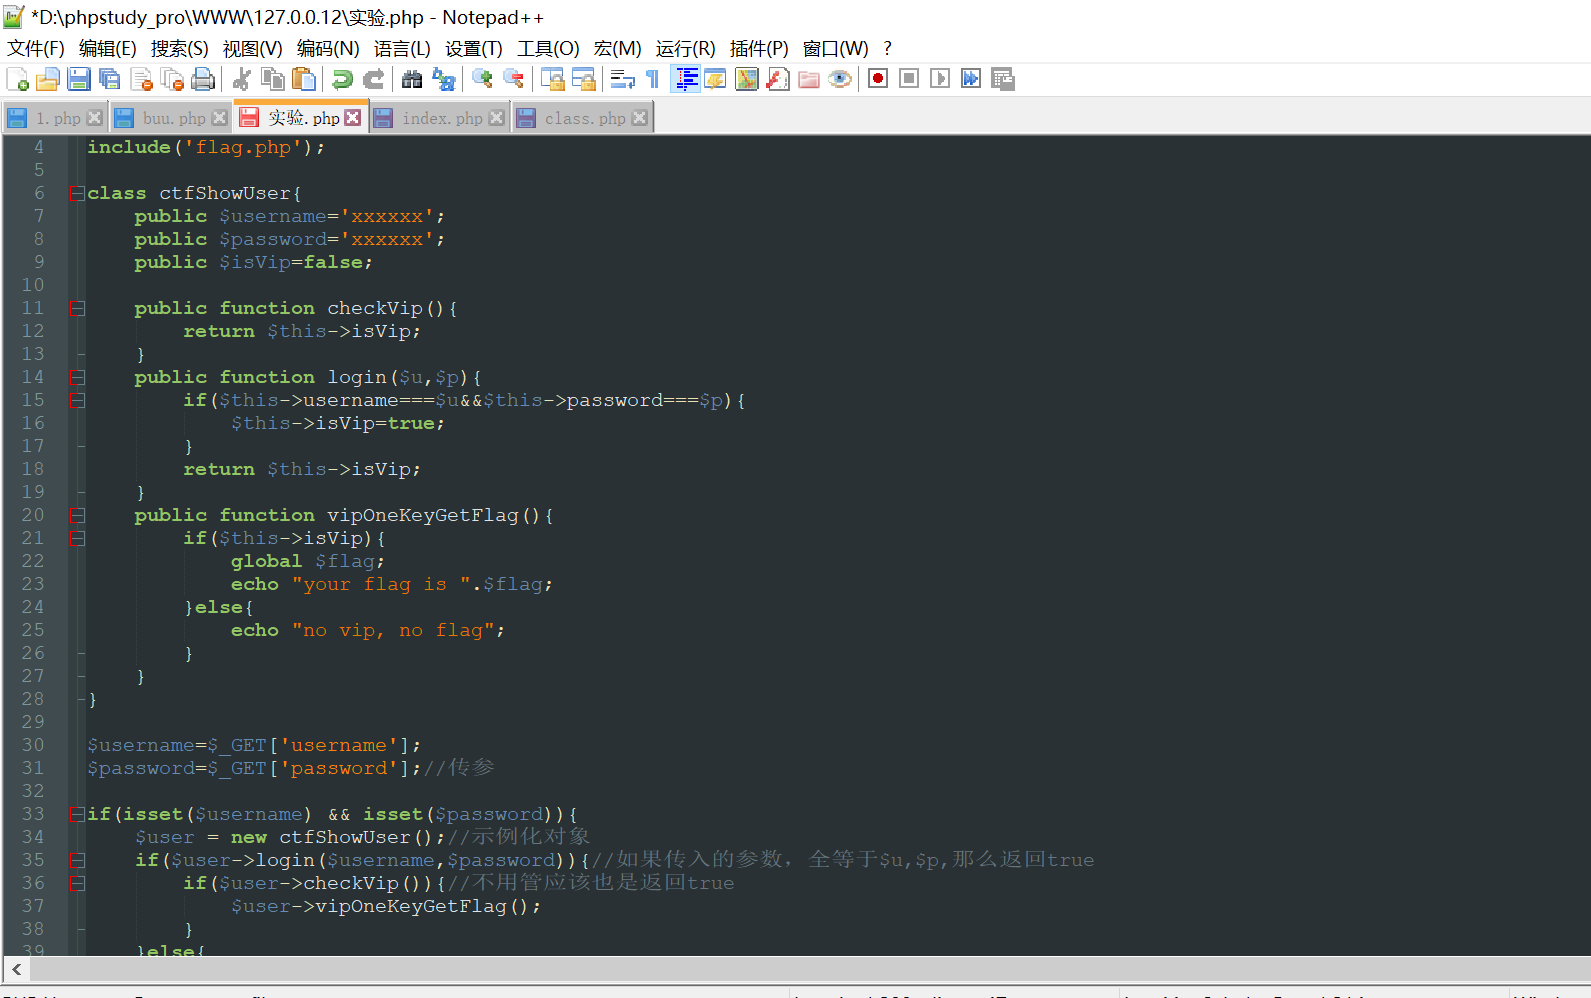 *D:\phpstudy_pro\WWW\127.0.0.12\实验.php - Notepad++
文件(F) 编辑(E) 搜索(S) 视图(V) 编码(N) 语言(L) 设置(T) 工具(O) 宏(M) 运行(R) 插件(P) 窗口(W) ?
1.php buu.php 实验.php index.php class.php
4 include('flag.php');
5
6 class ctfShowUser{
7 public $username='xxxxxx';
8 public $password='xxxxxx';
9 public $isVip=false;
10
11 public function checkVip(){
12 return $this->isVip;
13 }
14 public function login($u,$p){
15 if($this->username===$u&&$this->password===$p){
16 $this->isVip=true;
17 }
18 return $this->isVip;
19 }
20 public function vipOneKeyGetFlag(){
21 if($this->isVip){
22 global $flag;
23 echo "your flag is ".$flag;
24 }else{
25 echo "no vip, no flag";
26 }
27 }
28 }
29
30 $username=$_GET['username'];
31 $password=$_GET['password'];//传参
32
33 if(isset($username) && isset($password)){
34 $user = new ctfShowUser();//示例化对象
35 if($user->login($username,$password)){//如果传入的参数，全等于$u,$p,那么返回true
36 if($user->checkVip()){//不用管应该也是返回true
37 $user->vipOneKeyGetFlag();
38 }
39 }else{